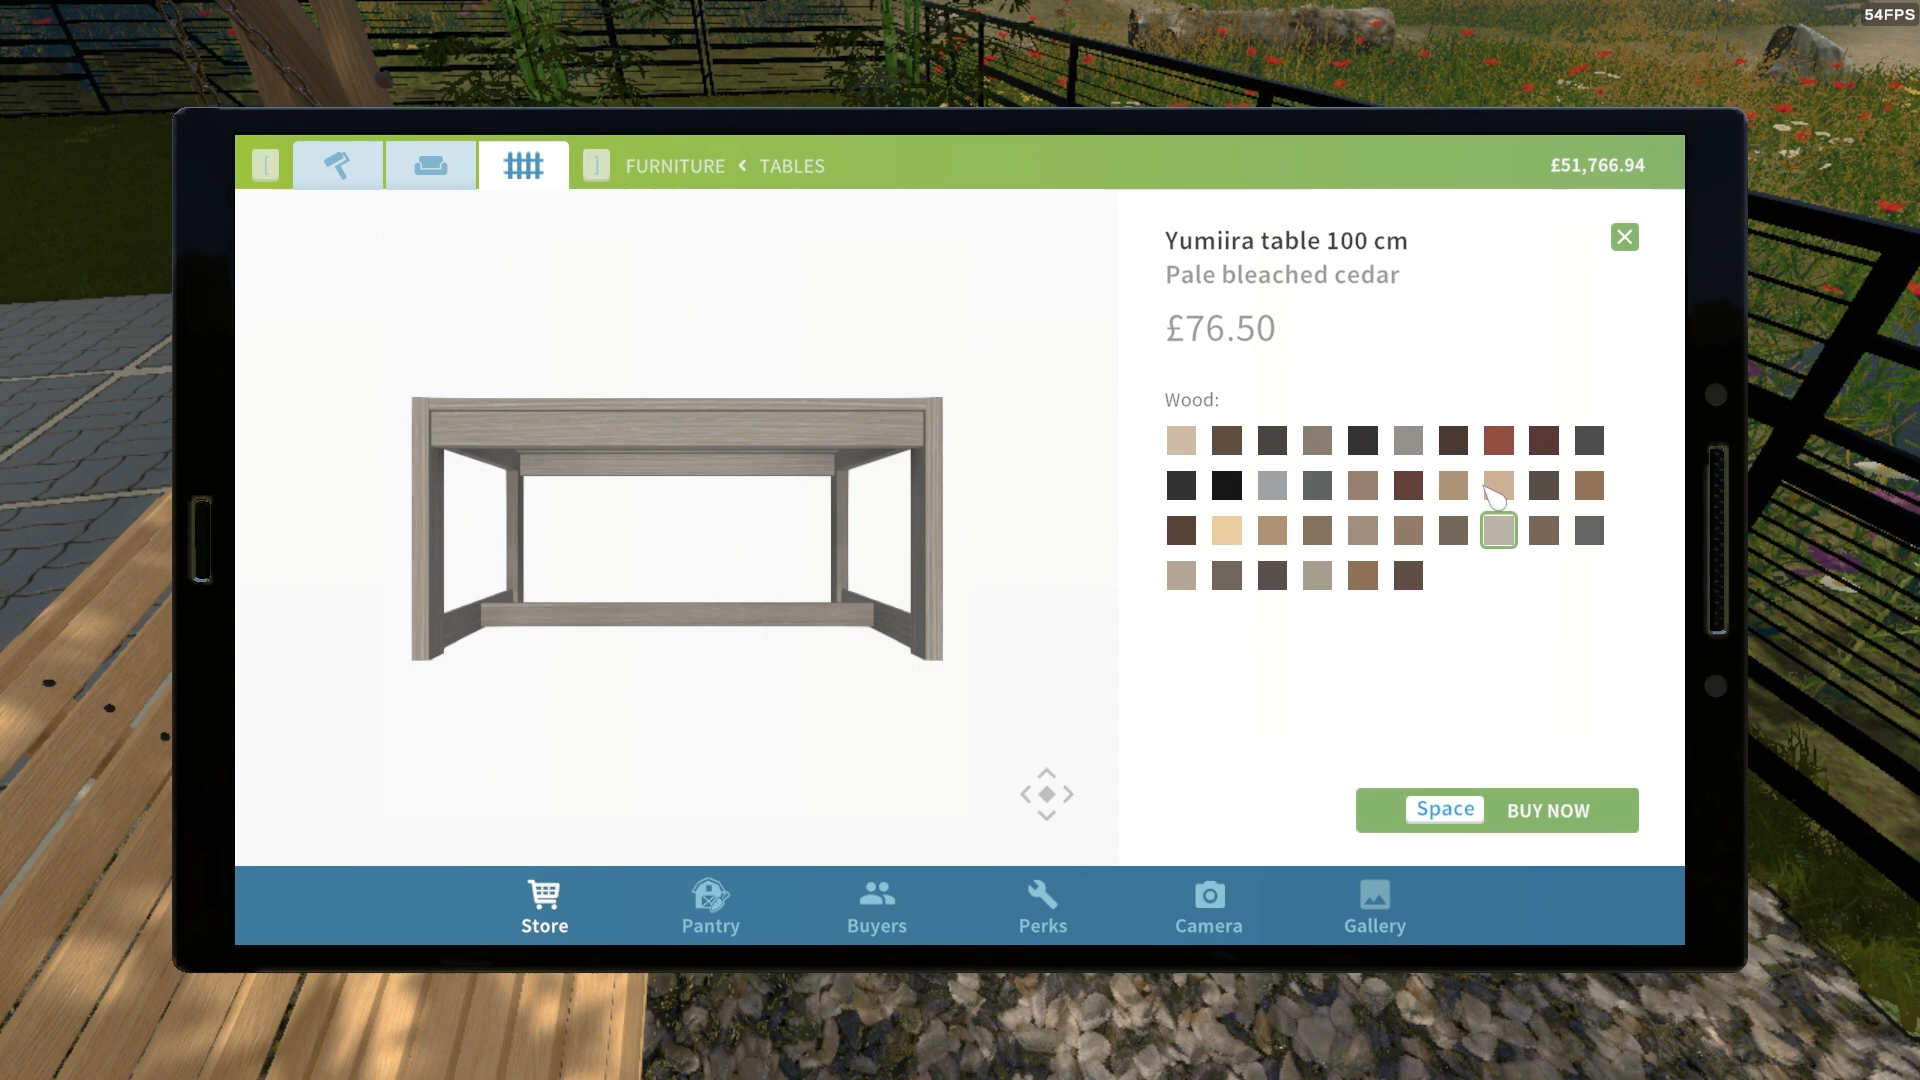 54FPS
[
]
FURNITURE < TABLES
£51,766.94
Yumiira table 100 cm
Pale bleached cedar
£76.50
Wood:
Space BUY NOW
Store
Pantry
Buyers
Perks
Camera
Gallery